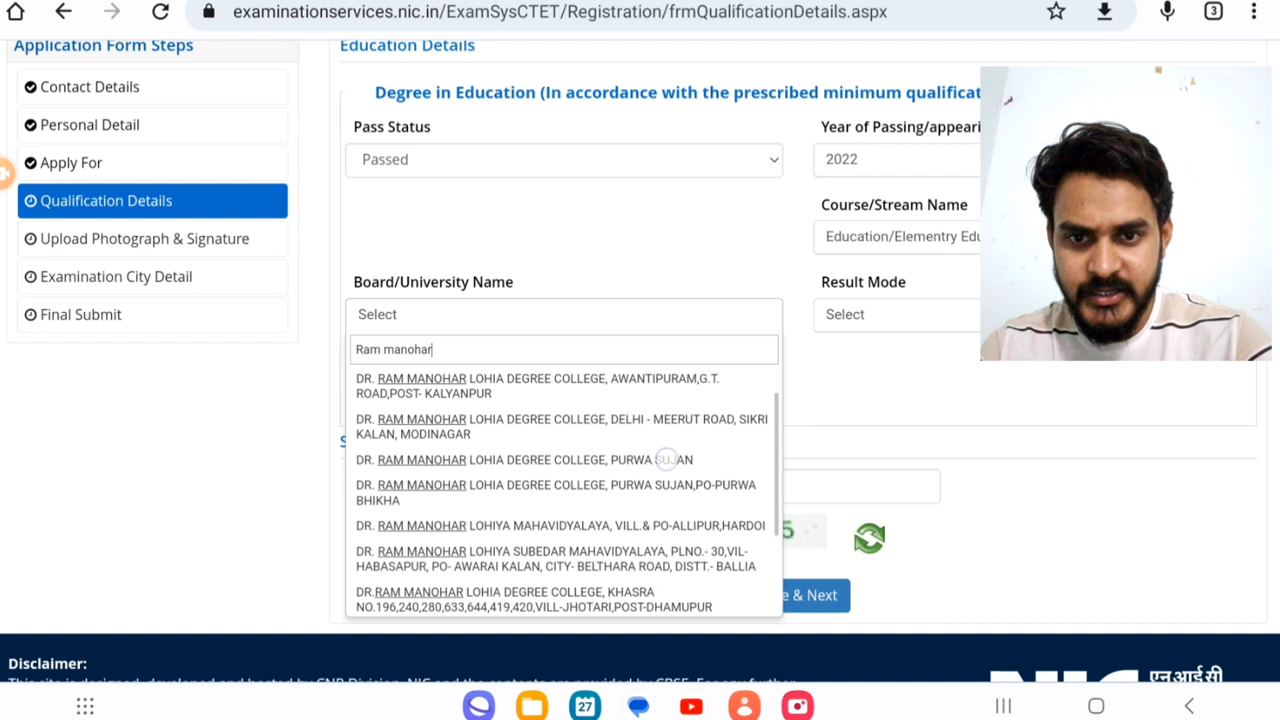 examinationservices.nic.in/ExamSysCTET/Registration/frmQualificationDetails.aspx
3
Application Form Steps
Contact Details
Personal Detail
Apply For
Qualification Details
Upload Photograph & Signature
Examination City Detail
Final Submit
Education Details
Degree in Education (In accordance with the prescribed minimum qualificat
Pass Status
Year of Passing/appeari
Passed
2022
Course/Stream Name
Education/Elementry Edu
Board/University Name
Result Mode
Select
Select
Ram manohar
DR. RAM MANOHAR LOHIA DEGREE COLLEGE, AWANTIPURAM,G.T.
ROAD,POST- KALYANPUR
DR. RAM MANOHAR LOHIA DEGREE COLLEGE, DELHI - MEERUT ROAD, SIKRI
KALAN, MODINAGAR
DR. RAM MANOHAR LOHIA DEGREE COLLEGE, PURWA SUJAN
DR. RAM MANOHAR LOHIA DEGREE COLLEGE, PURWA SUJAN,PO-PURWA
BHIKHA
DR. RAM MANOHAR LOHIYA MAHAVIDYALAYA, VILL.& PO-ALLIPUR,HARDOI
DR. RAM MANOHAR LOHIYA SUBEDAR MAHAVIDYALAYA, PLNO.- 30,VIL-
HABASAPUR, PO- AWARAI KALAN, CITY- BELTHARA ROAD, DISTT.- BALLIA
DR.RAM MANOHAR LOHIA DEGREE COLLEGE, KHASRA
NO.196,240,280,633,644,419,420,VILL-JHOTARI,POST-DHAMUPUR
S
5
e & Next
Disclaimer:
NIC
एन आई सी
27